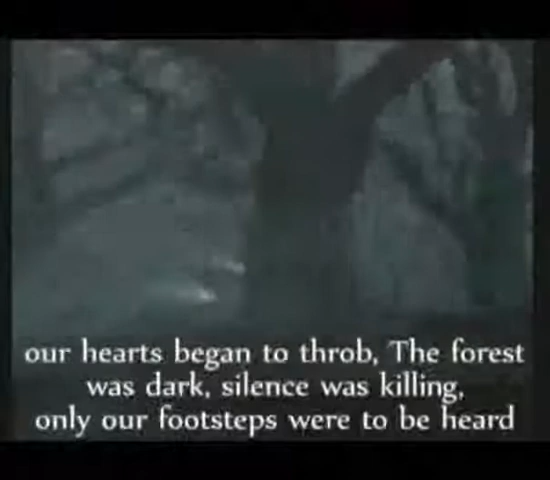 our hearts began to throb, The forest
was dark, silence was killing,
only our footsteps were to be heard